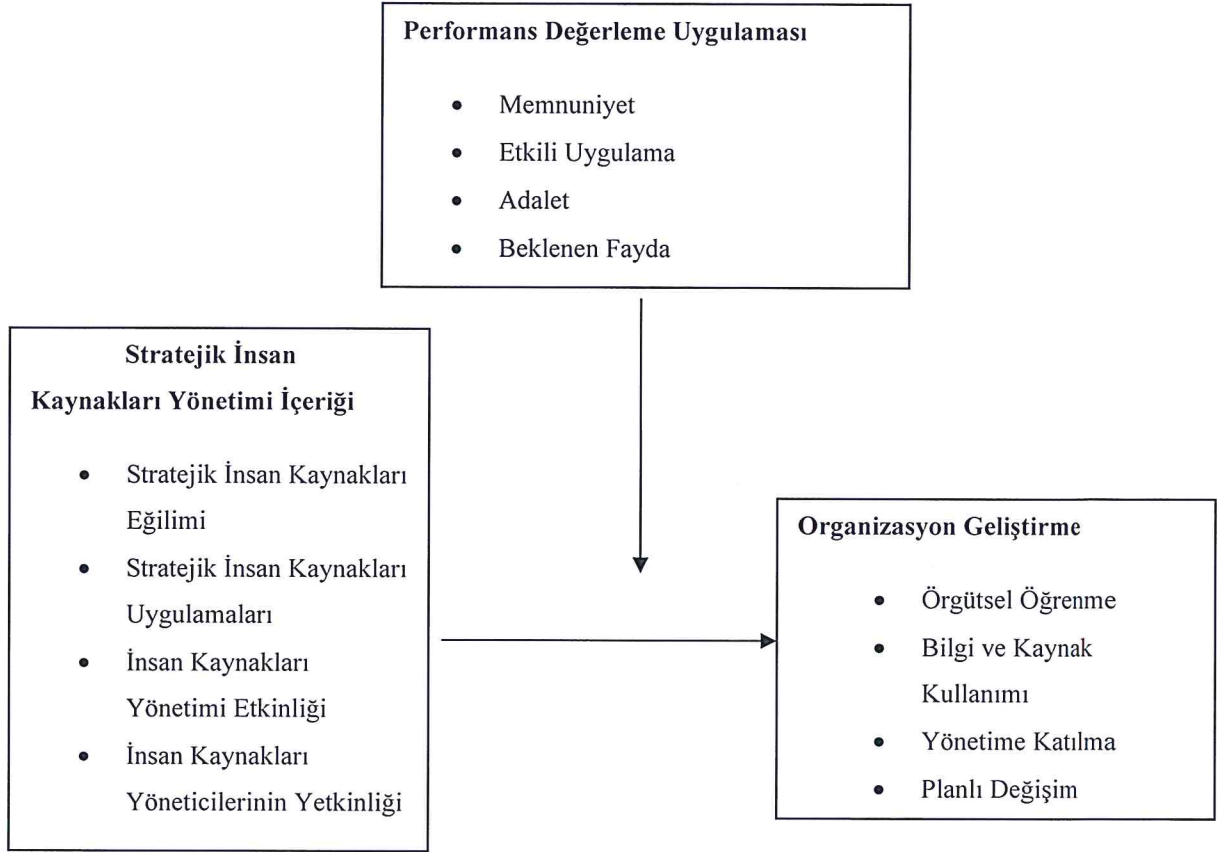 Performans Değerleme Uygulaması
• Memnuniyet
• Etkili Uygulama
• Adalet
• Beklenen Fayda
Stratejik İnsan
Kaynakları Yönetimi İçeriği
• Stratejik İnsan Kaynakları
Eğilimi
• Stratejik İnsan Kaynakları
Uygulamaları
• İnsan Kaynakları
Yönetimi Etkinliği
• İnsan Kaynakları
Yöneticilerinin Yetkinliği
Organizasyon Geliştirme
• Örgütsel Öğrenme
• Bilgi ve Kaynak
Kullanımı
• Yönetime Katılma
• Planlı Değişim